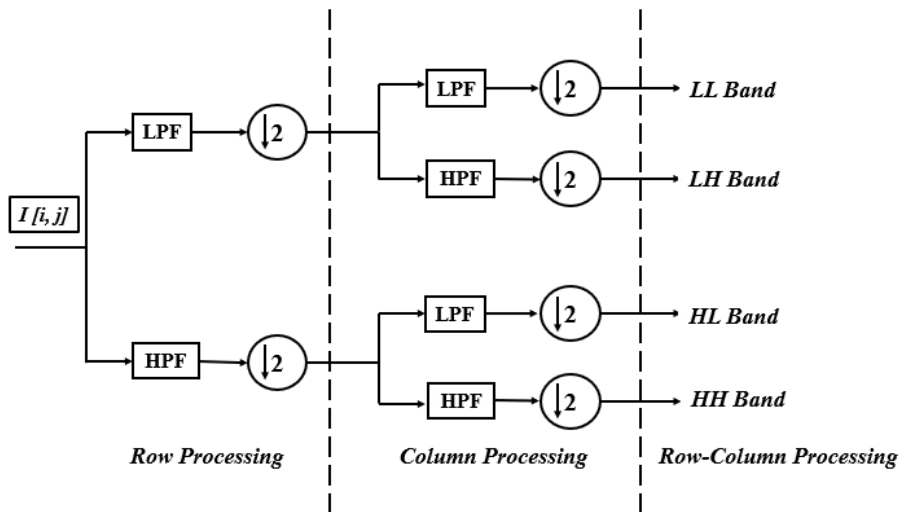 LPF
↓2
LL Band
LPF
↓2
HPF
↓2
LH Band
I [i, j]
LPF
↓2
HL Band
HPF
↓2
HPF
↓2
HH Band
Row Processing
Column Processing
Row-Column Processing